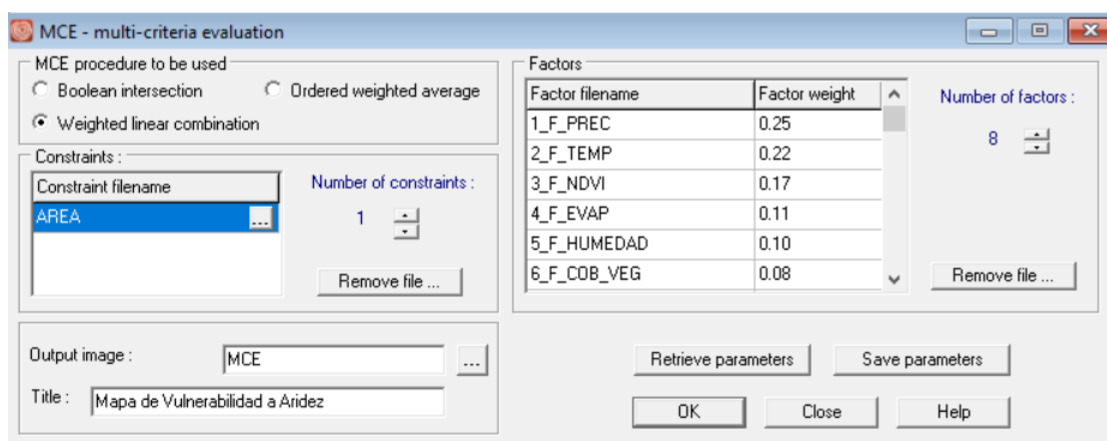 MCE - multi-criteria evaluation
MCE procedure to be used
Boolean intersection
Ordered weighted average
Weighted linear combination
Constraints :
Constraint filename
AREA
...
Number of constraints :
1
Remove file ...
Factors
Factor filename Factor weight
1_F_PREC 0.25
2_F_TEMP 0.22
3_F_NDVI 0.17
4_F_EVAP 0.11
5_F_HUMEDAD 0.10
6_F_COB_VEG 0.08
Number of factors :
8
Remove file ...
Output image : MCE ...
Title : Mapa de Vulnerabilidad a Aridez
Retrieve parameters Save parameters
OK Close Help